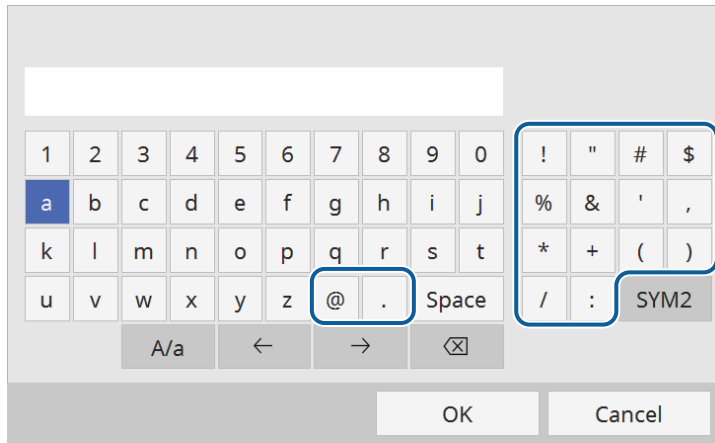 1 2 3 4 5 6 7 8 9 0 ! " # $
a b c d e f g h i j % & ' ,
k l m n o p q r s t * + ( )
u v w x y z @ . Space / : SYM2
A/a ← → ⌫
OK Cancel